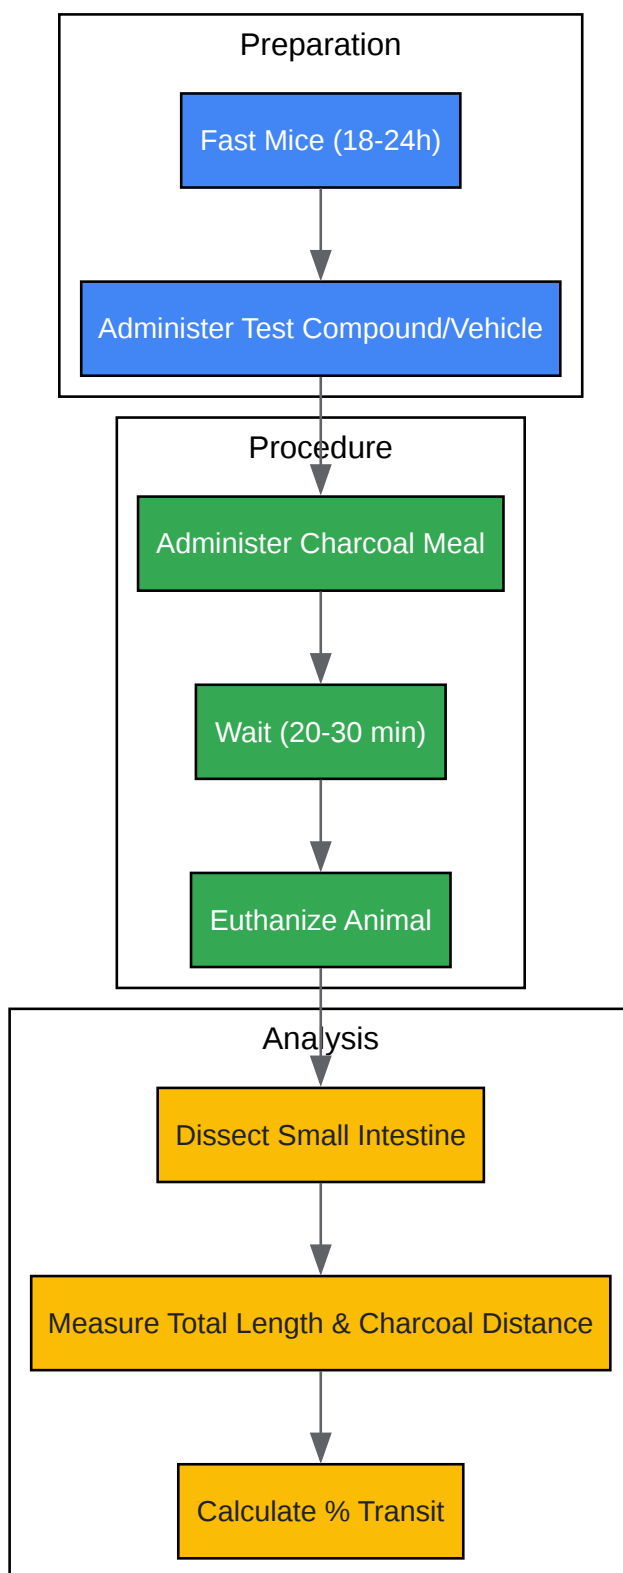 Preparation
Fast Mice (18-24h)
Administer Test Compound/Vehicle
Procedure
Administer Charcoal Meal
Wait (20-30 min)
Euthanize Animal
Analysis
Dissect Small Intestine
Measure Total Length & Charcoal Distance
Calculate % Transit